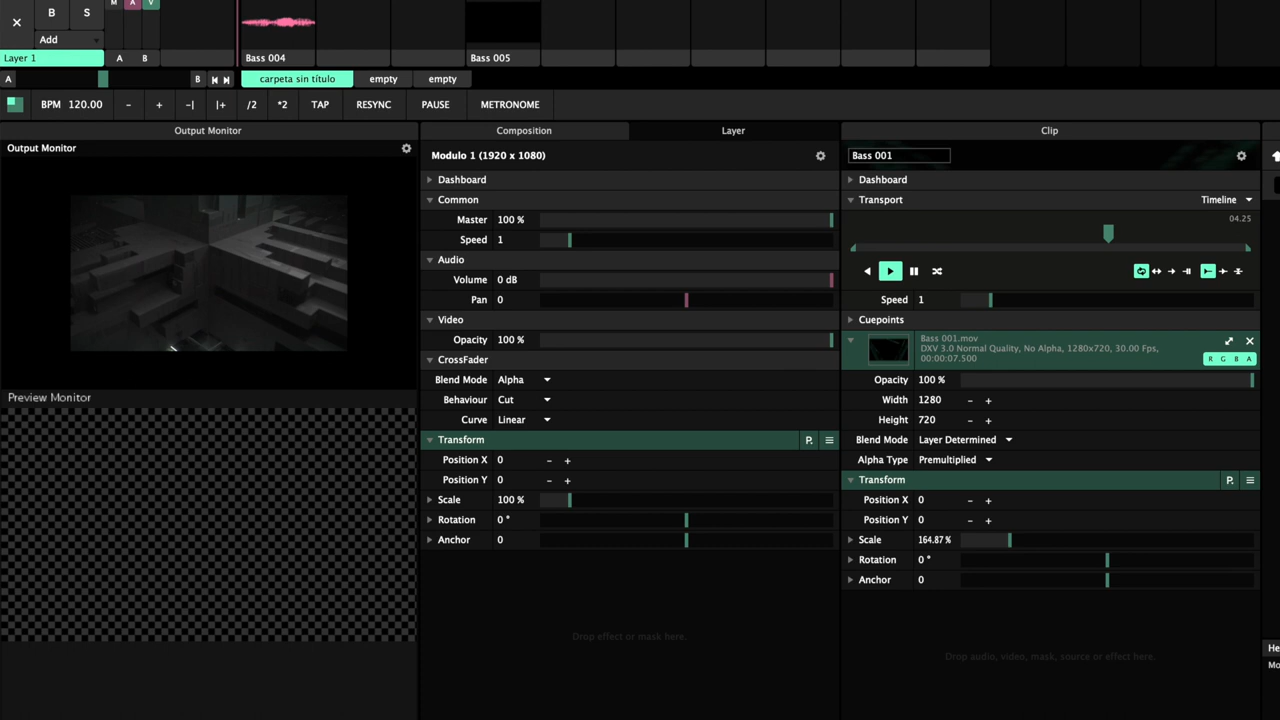 M A V
B S
Add
Layer 1 A B Bass 004 Bass 005
A B carpeta sin título empty empty
BPM 120.00 - + -| |+ /2 *2 TAP RESYNC PAUSE METRONOME
Output Monitor Composition Layer Clip
Output Monitor
Modulo 1 (1920 x 1080)
Bass 001
Dashboard
Common
Master 100 %
Speed 1
Audio
Volume 0 dB
Pan 0
Video
Opacity 100 %
CrossFader
Blend Mode Alpha
Behaviour Cut
Curve Linear
Transform P.
Position X 0 - +
Position Y 0 - +
Scale 100 %
Rotation 0 °
Anchor 0
Drop effect or mask here.
Dashboard
Transport Timeline
04.25
Speed 1
Cuepoints
Bass 001.mov
DXV 3.0 Normal Quality, No Alpha, 1280x720, 30.00 Fps,
00:00:07.500
R G B A
Opacity 100 %
Width 1280 - +
Height 720 - +
Blend Mode Layer Determined
Alpha Type Premultiplied
Transform P.
Position X 0 - +
Position Y 0 - +
Scale 164.87 %
Rotation 0 °
Anchor 0
Drop audio, video, mask, source or effect here.
Preview Monitor
He
Mo